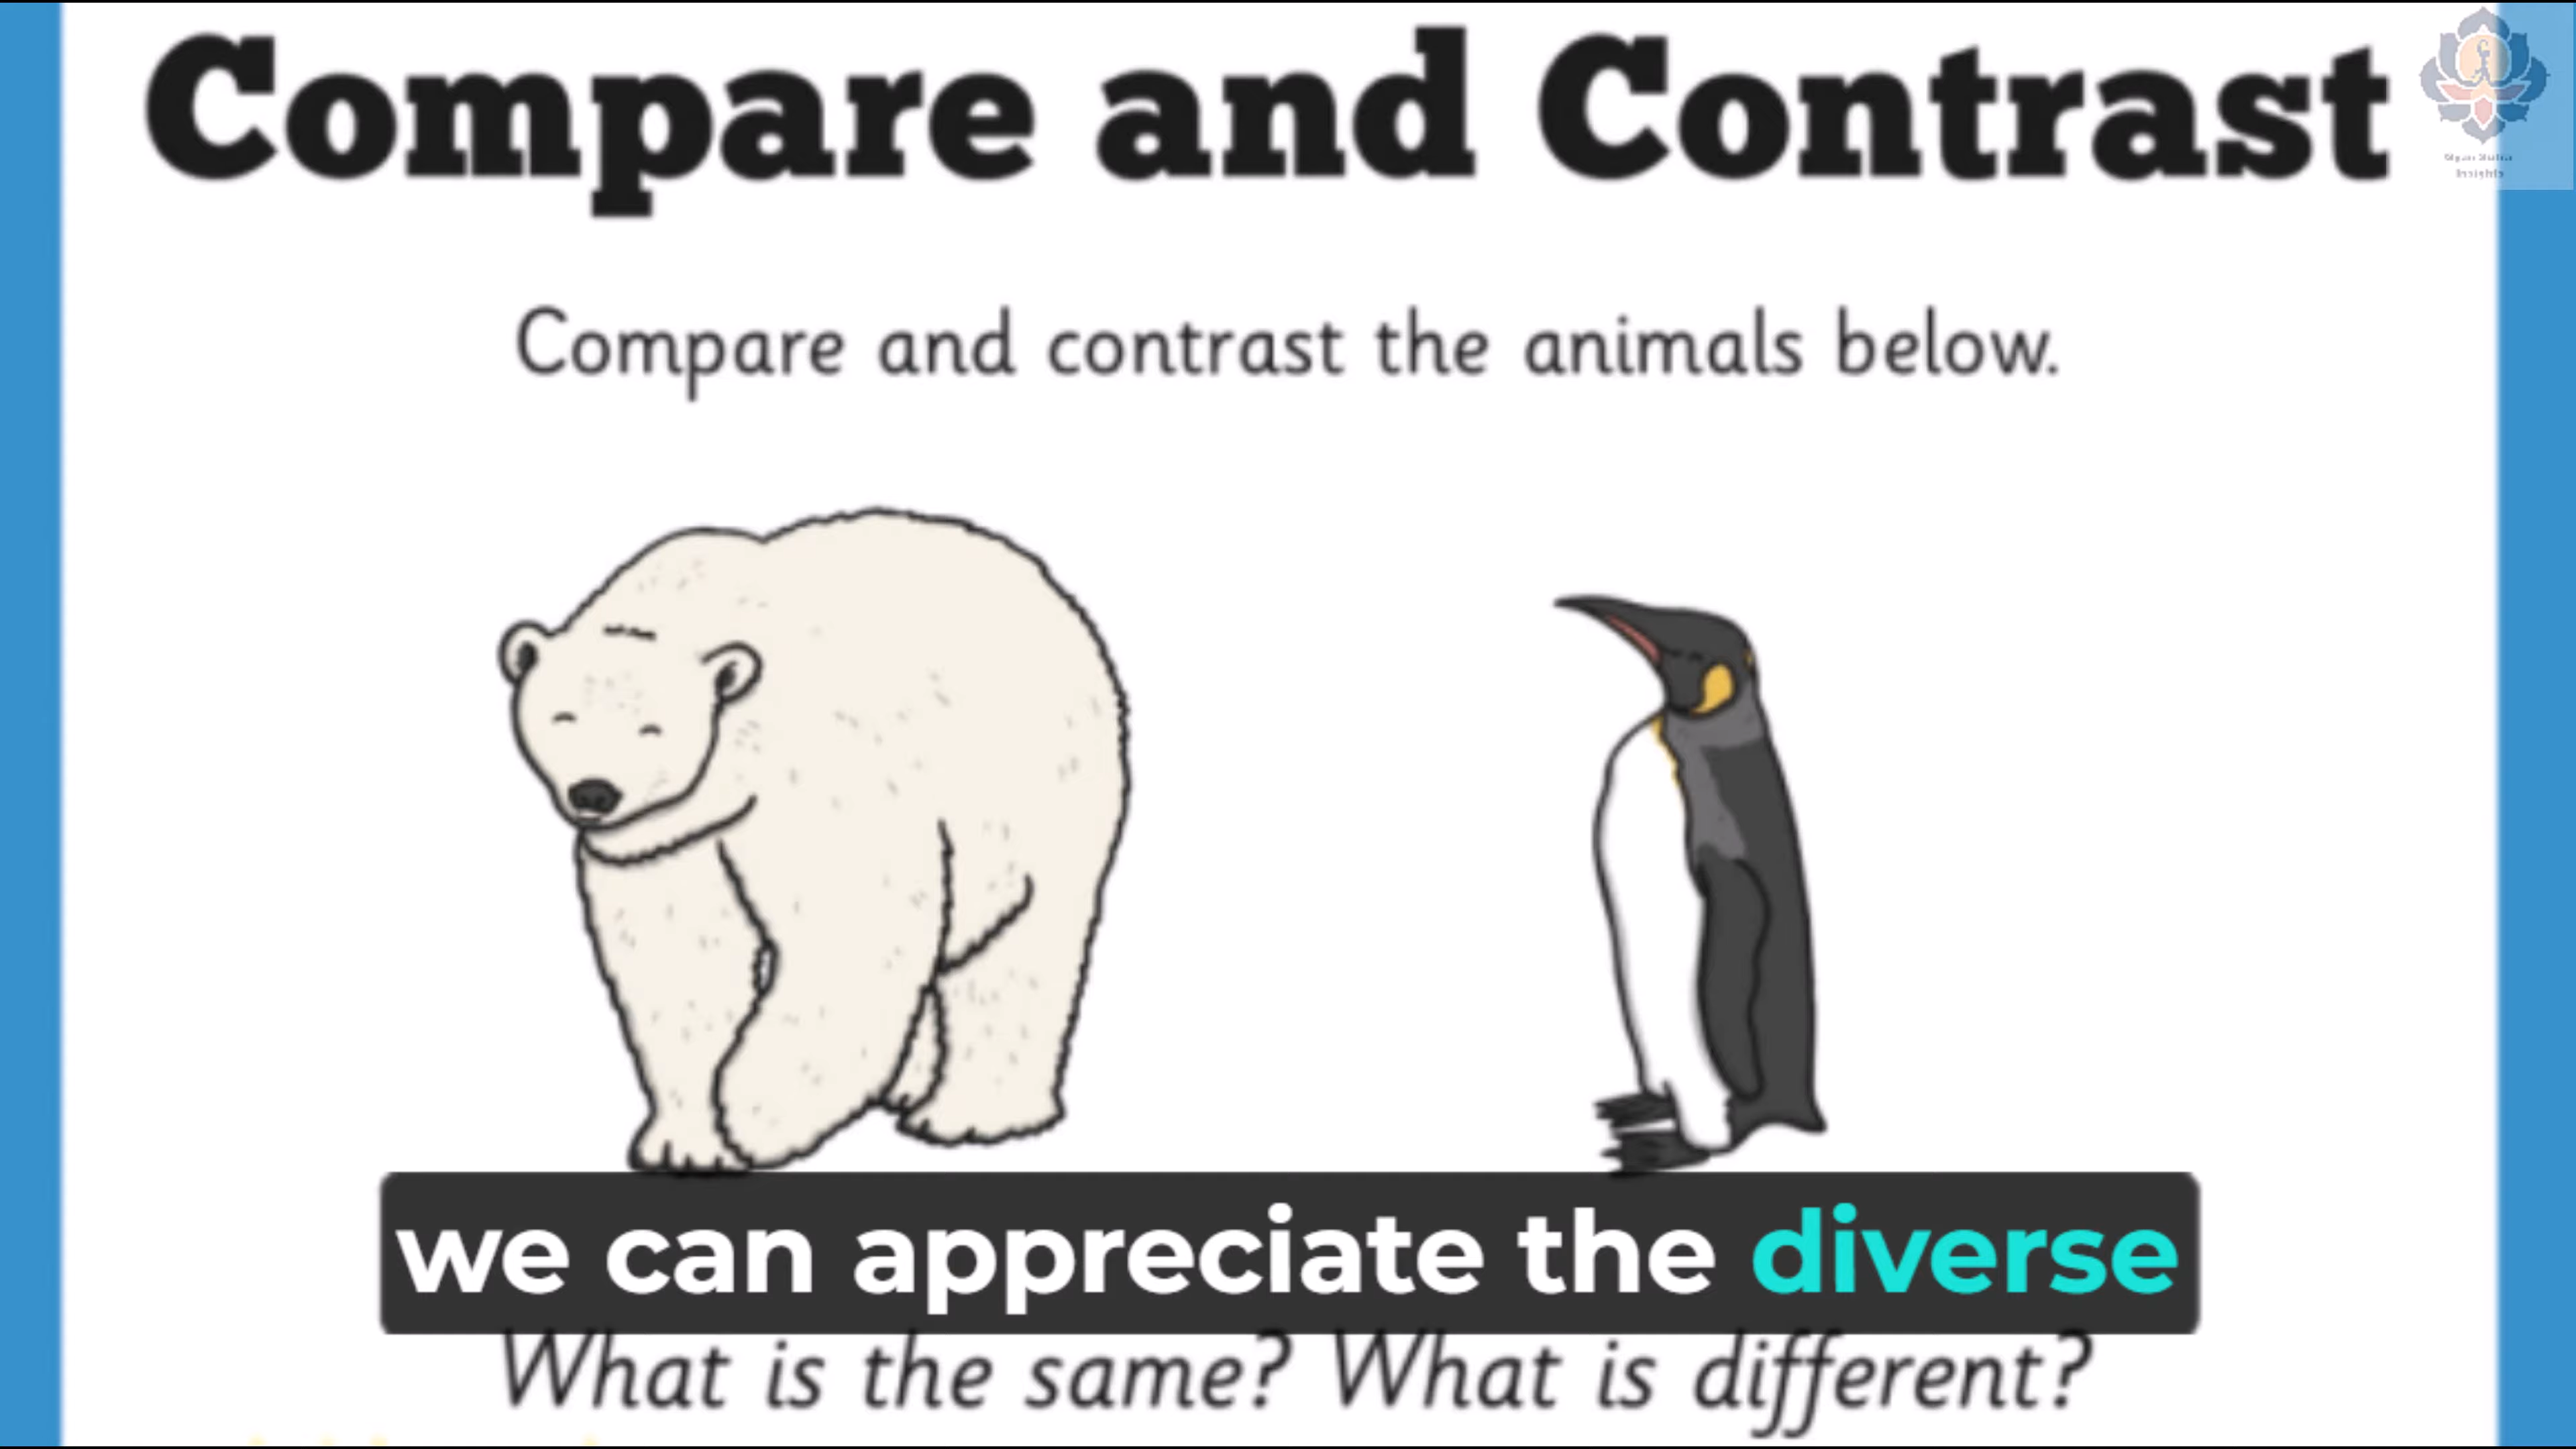 Compare and Contrast
Compare and contrast the animals below.
we can appreciate the diverse
What is the same? What is different?